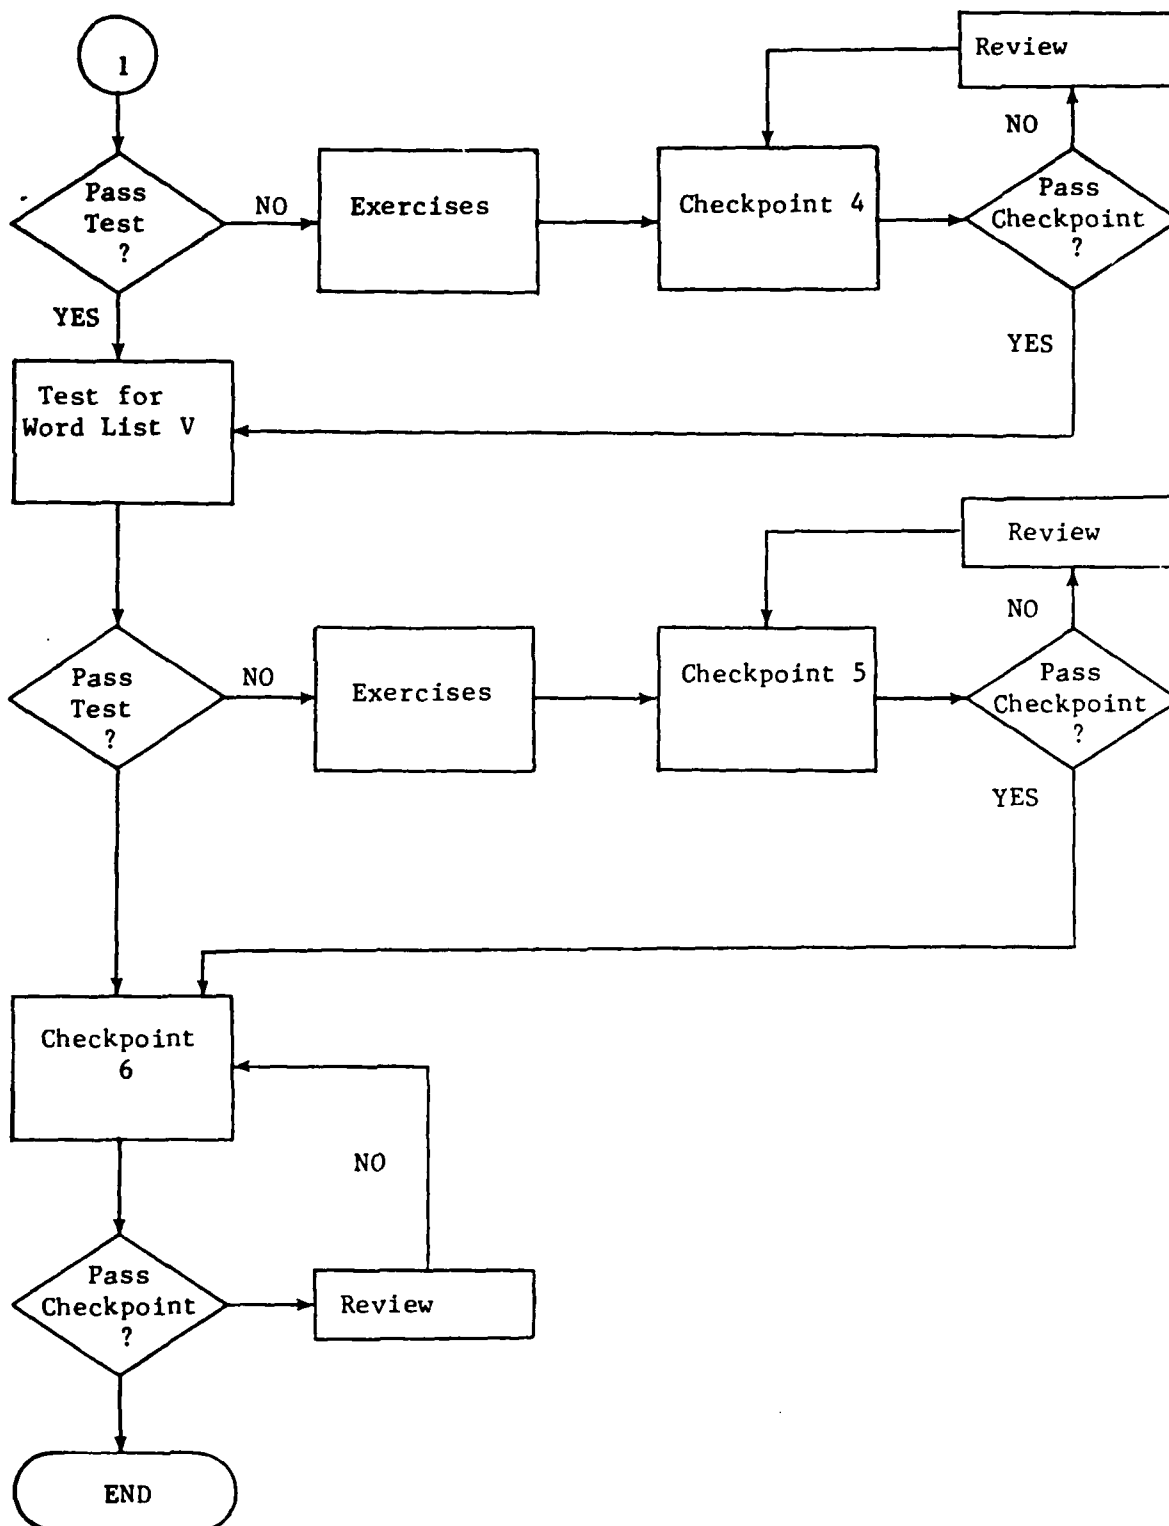 1
Review
NO
Pass
Test
?
NO
Exercises
Checkpoint 4
Pass
Checkpoint
?
YES
YES
Test for
Word List V
Review
NO
Pass
Test
?
NO
Exercises
Checkpoint 5
Pass
Checkpoint
?
YES
Checkpoint
6
NO
Pass
Checkpoint
?
Review
END